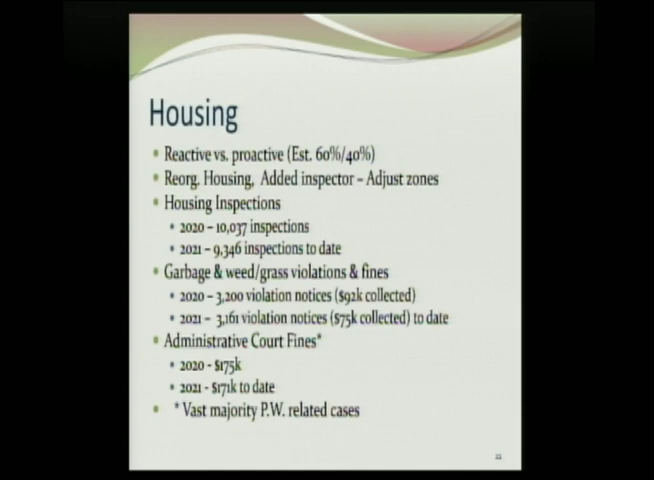 Housing
• Reactive vs. proactive (Est. 60%/40%)
• Reorg. Housing, Added inspector – Adjust zones
• Housing Inspections
• 2020 – 10,037 inspections
• 2021 – 9,346 inspections to date
• Garbage & weed/grass violations & fines
• 2020 – 3,200 violation notices ($92k collected)
• 2021 – 3,161 violation notices ($75k collected) to date
• Administrative Court Fines*
• 2020 - $175k
• 2021 - $171k to date
• * Vast majority P.W. related cases